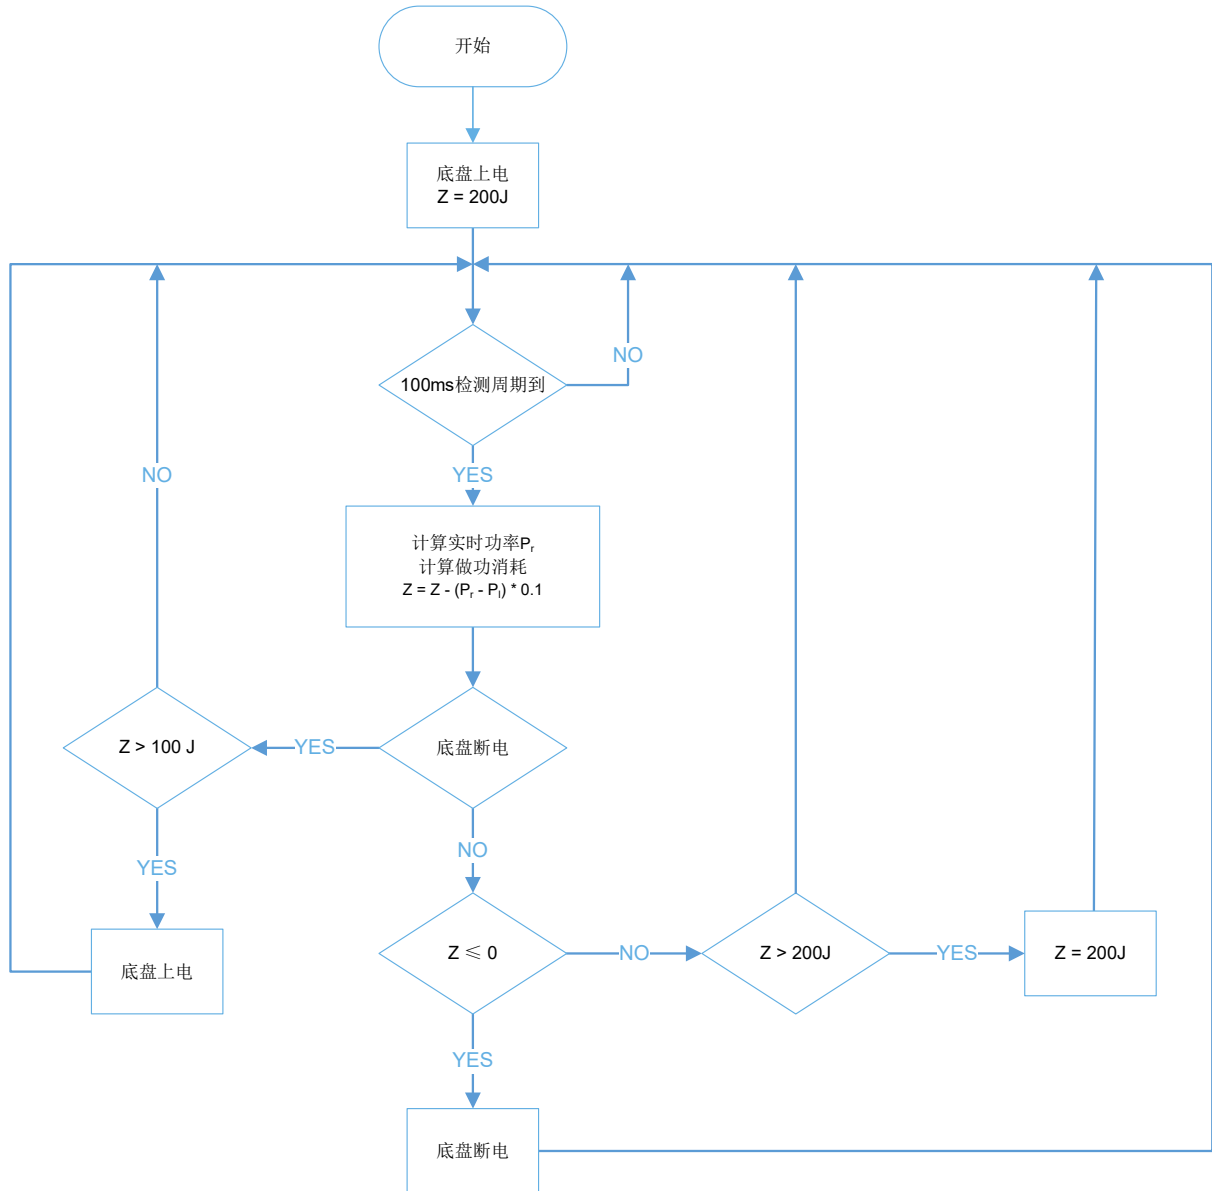 开始
底盘上电
Z = 200J
100ms检测周期到
NO
YES
NO
计算实时功率Pr
计算做功消耗
Z = Z - (Pr - Pl) * 0.1
Z > 100 J
YES
底盘断电
NO
YES
底盘上电
Z ≤ 0
NO
Z > 200J
YES
Z = 200J
YES
底盘断电